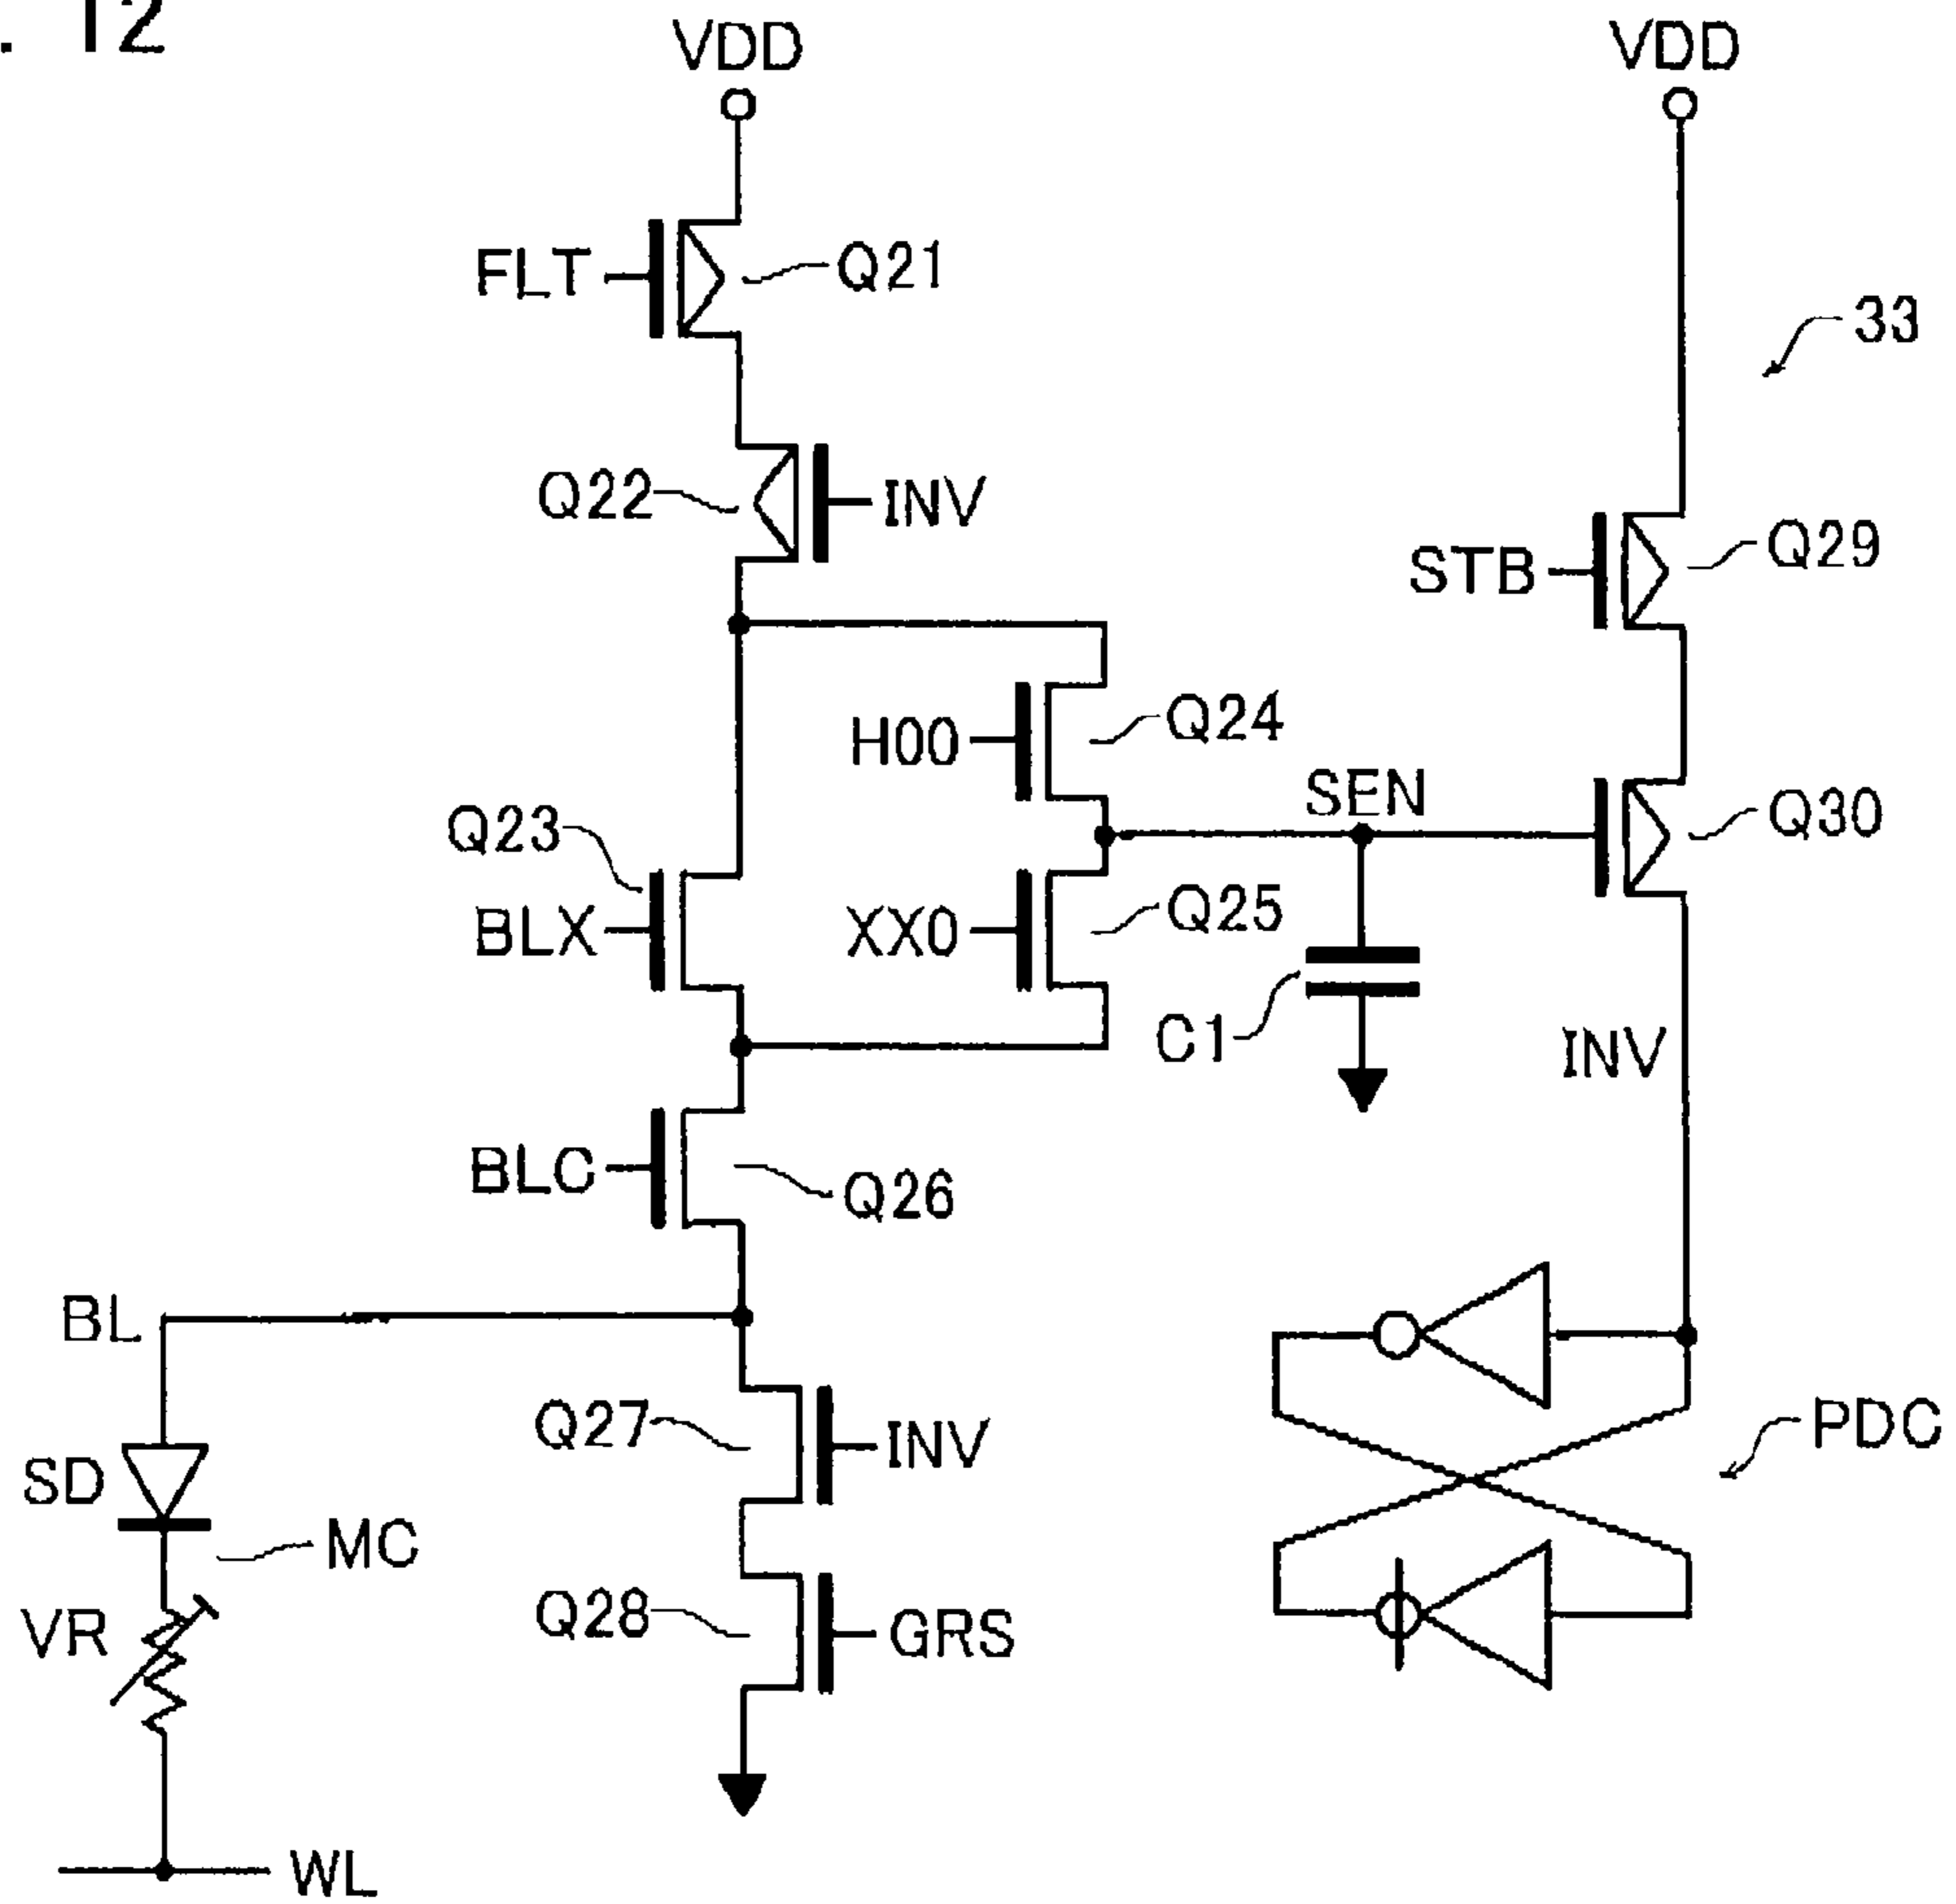 . 12
VDD
VDD
FLT
Q21
33
Q22
INV
STB
Q29
H00
Q24
SEN
Q23
Q30
BLX
XX0
Q25
C1
INV
BLC
Q26
BL
Q27
INV
PDC
SD
MC
Q28
GRS
VR
WL